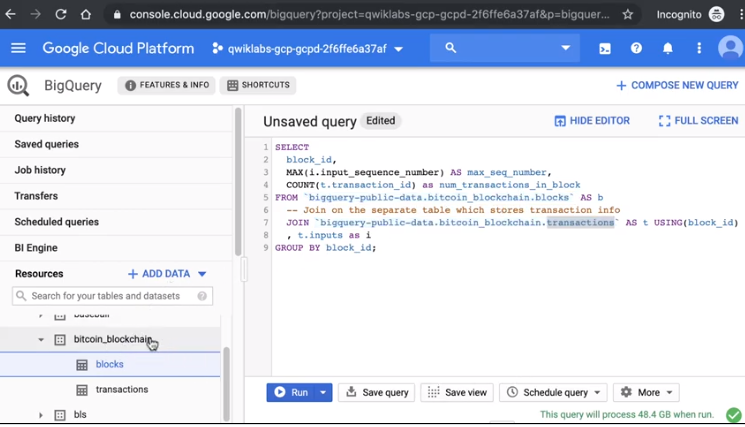 console.cloud.google.com/bigquery?project=qwiklabs-gcp-gcpd-2f6ffe6a37af&p=bigquer...
Incognito
Google Cloud Platform
qwiklabs-gcp-gcpd-2f6ffe6a37af
BigQuery
FEATURES & INFO
SHORTCUTS
+ COMPOSE NEW QUERY
Query history
Saved queries
Job history
Transfers
Scheduled queries
BI Engine
Resources
+ ADD DATA
Search for your tables and datasets
baseball
bitcoin_blockchain
blocks
transactions
bls
Unsaved query Edited
HIDE EDITOR
FULL SCREEN
1 SELECT
2 block_id,
3 MAX(i.input_sequence_number) AS max_seq_number,
4 COUNT(t.transaction_id) as num_transactions_in_block
5 FROM `bigquery-public-data.bitcoin_blockchain.blocks` AS b
6 -- Join on the separate table which stores transaction info
7 JOIN `bigquery-public-data.bitcoin_blockchain.transactions` AS t USING(block_id)
8 , t.inputs as i
9 GROUP BY block_id;
Run
Save query
Save view
Schedule query
More
This query will process 48.4 GB when run.